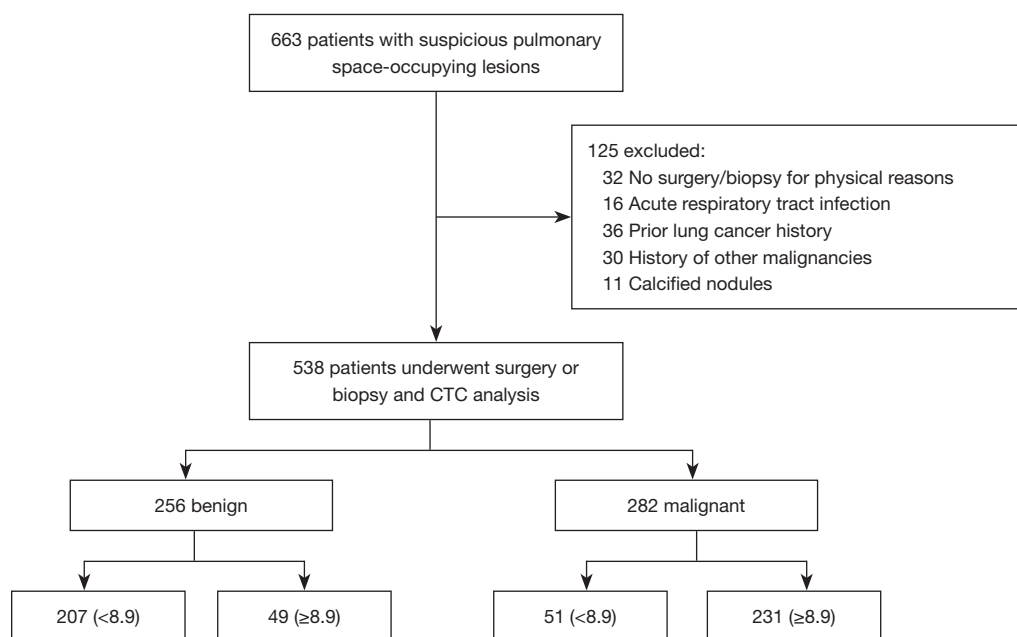 663 patients with suspicious pulmonary
space-occupying lesions
125 excluded:
32 No surgery/biopsy for physical reasons
16 Acute respiratory tract infection
36 Prior lung cancer history
30 History of other malignancies
11 Calcified nodules
538 patients underwent surgery or
biopsy and CTC analysis
256 benign
282 malignant
207 (<8.9)
49 (≥8.9)
51 (<8.9)
231 (≥8.9)